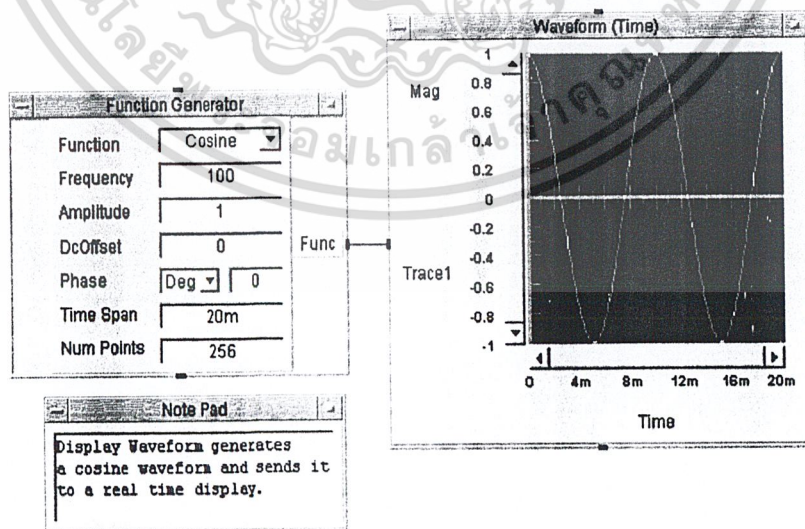 Function Generator
Function Cosine
Frequency 100
Amplitude 1
DcOffset 0
Phase Deg 0
Time Span 20m
Num Points 256
Func
Note Pad
Display Waveform generates
a cosine waveform and sends it
to a real time display.
Waveform (Time)
Mag
Trace1
1
0.8
0.6
0.4
0.2
0
-0.2
-0.4
-0.6
-0.8
-1
0 4m 8m 12m 16m 20m
Time